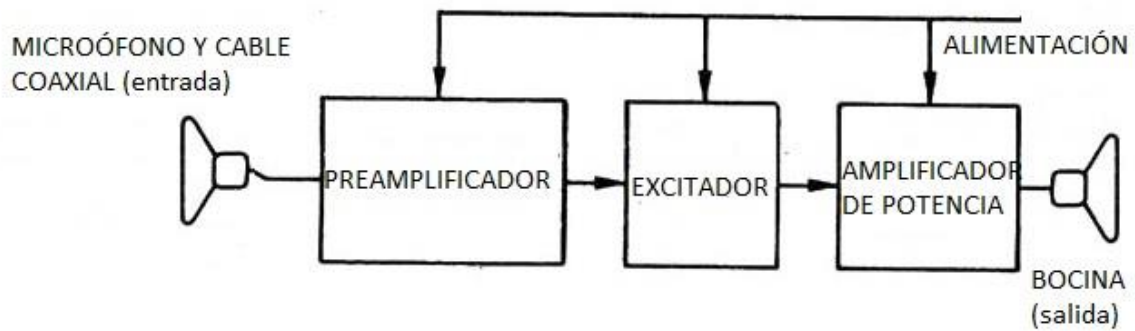 MICROÓFONO Y CABLE
COAXIAL (entrada)
ALIMENTACIÓN
PREAMPLIFICADOR
EXCITADOR
AMPLIFICADOR
DE POTENCIA
BOCINA
(salida)